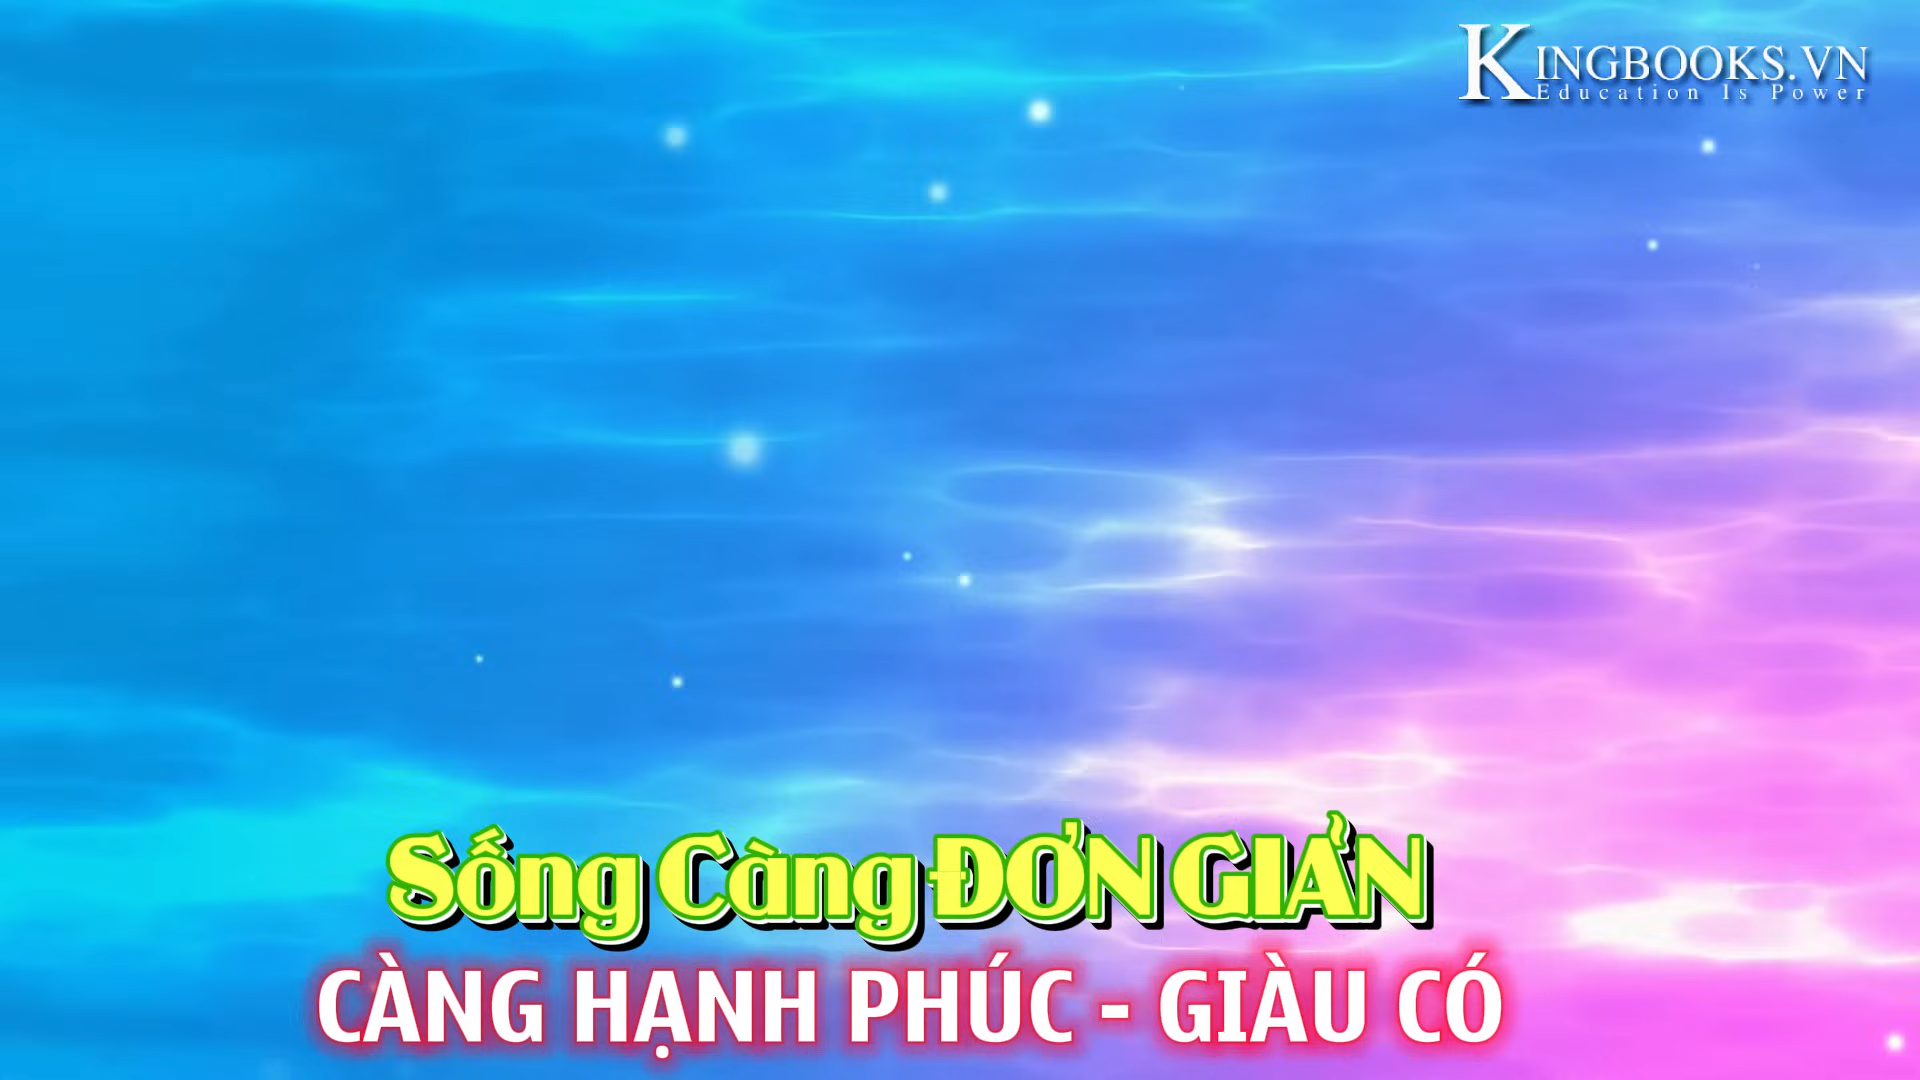 KINGBOOKS.VN
Education Is Power
Sống Càng ĐƠN GIẢN
CÀNG HẠNH PHÚC - GIÀU CÓ